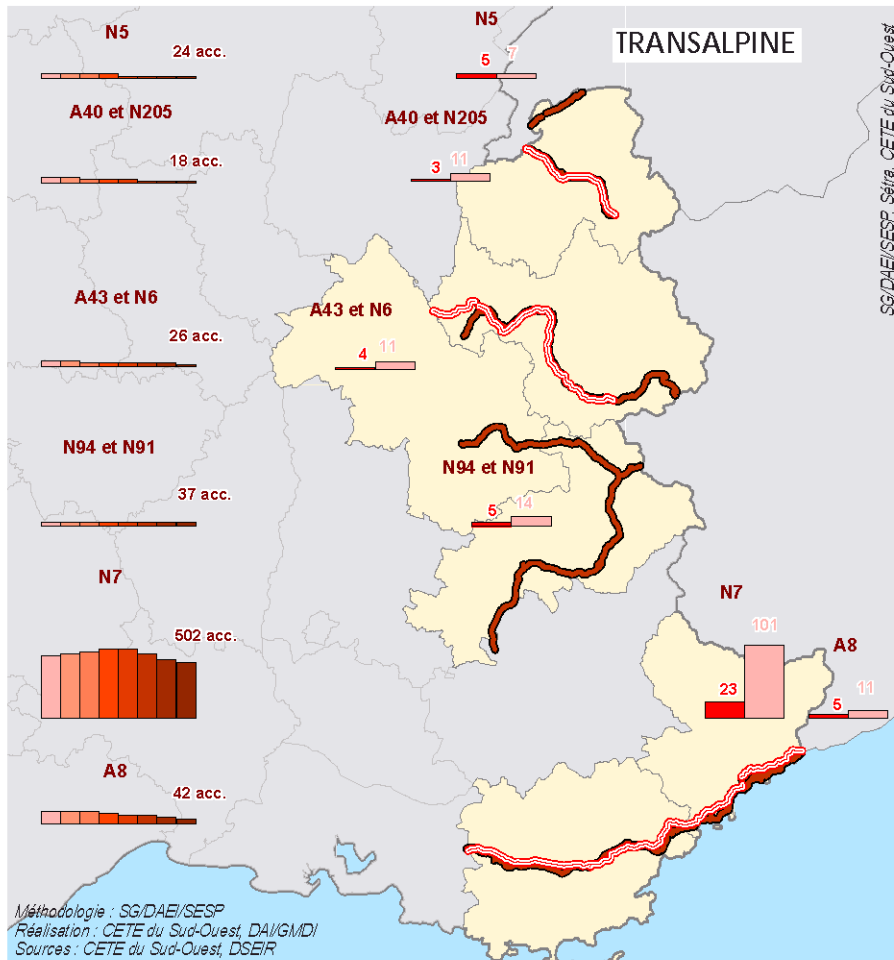 N5
N5
TRANSALPINE
24 acc.
5
7
A40 et N205
A40 et N205
18 acc.
3
11
A43 et N6
A43 et N6
26 acc.
4
11
N94 et N91
N94 et N91
37 acc.
5
14
N7
N7
502 acc.
101
23
A8
5
11
A8
42 acc.
Méthodologie : SG/DAEI/SESP
Réalisation : CETE du Sud-Ouest, DAI/GMDI
Sources : CETE du Sud-Ouest, DSEIR
SG/DAEI/SESP, Sétra, CETE du Sud-Ouest